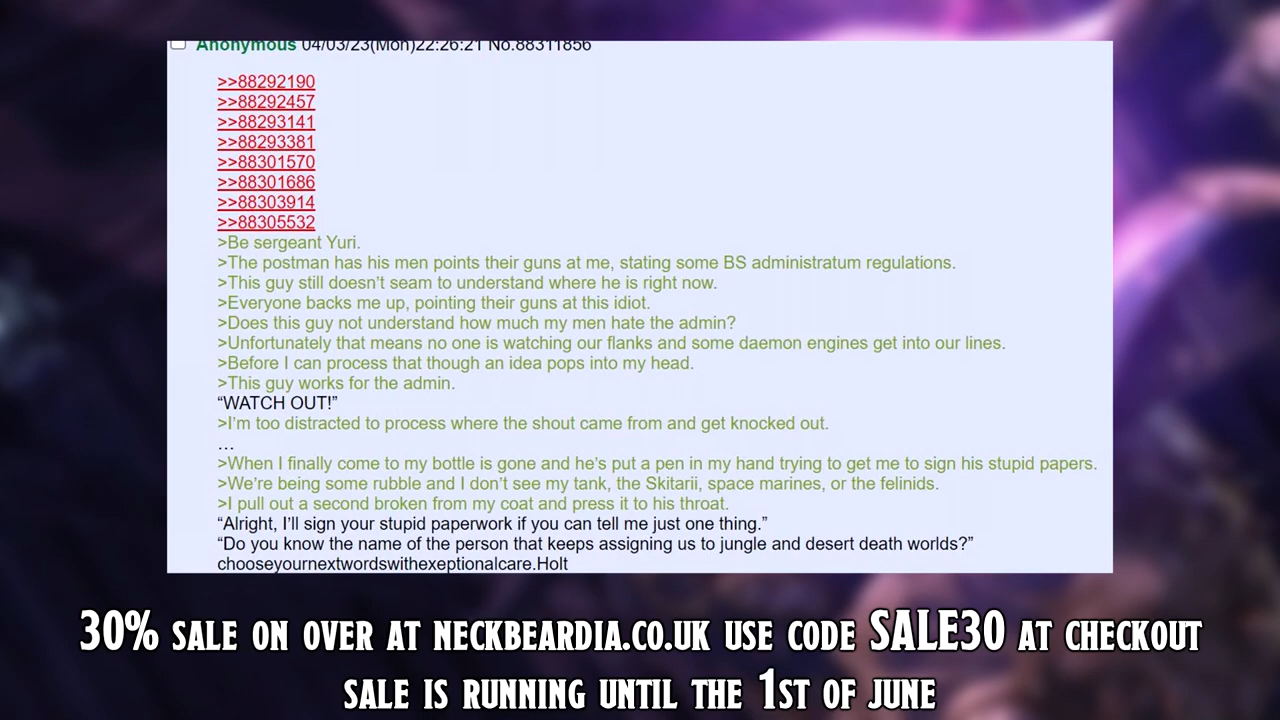 Anonymous 04/03/23(Mon)22:26:21 No.88311856
>>88292190
>>88292457
>>88293141
>>88293381
>>88301570
>>88301686
>>88303914
>>88305532
>Be sergeant Yuri.
>The postman has his men points their guns at me, stating some BS administratum regulations.
>This guy still doesn't seam to understand where he is right now.
>Everyone backs me up, pointing their guns at this idiot.
>Does this guy not understand how much my men hate the admin?
>Unfortunately that means no one is watching our flanks and some daemon engines get into our lines.
>Before I can process that though an idea pops into my head.
>This guy works for the admin.
“WATCH OUT!”
>I'm too distracted to process where the shout came from and get knocked out.
…
>When I finally come to my bottle is gone and he's put a pen in my hand trying to get me to sign his stupid papers.
>We're being some rubble and I don't see my tank, the Skitarii, space marines, or the felinids.
>I pull out a second broken from my coat and press it to his throat.
“Alright, I'll sign your stupid paperwork if you can tell me just one thing.”
“Do you know the name of the person that keeps assigning us to jungle and desert death worlds?”
chooseyournextwordswithexeptionalcare.Holt
30% SALE ON OVER AT NECKBEARDIA.CO.UK USE CODE SALE30 AT CHECKOUT
SALE IS RUNNING UNTIL THE 1ST OF JUNE